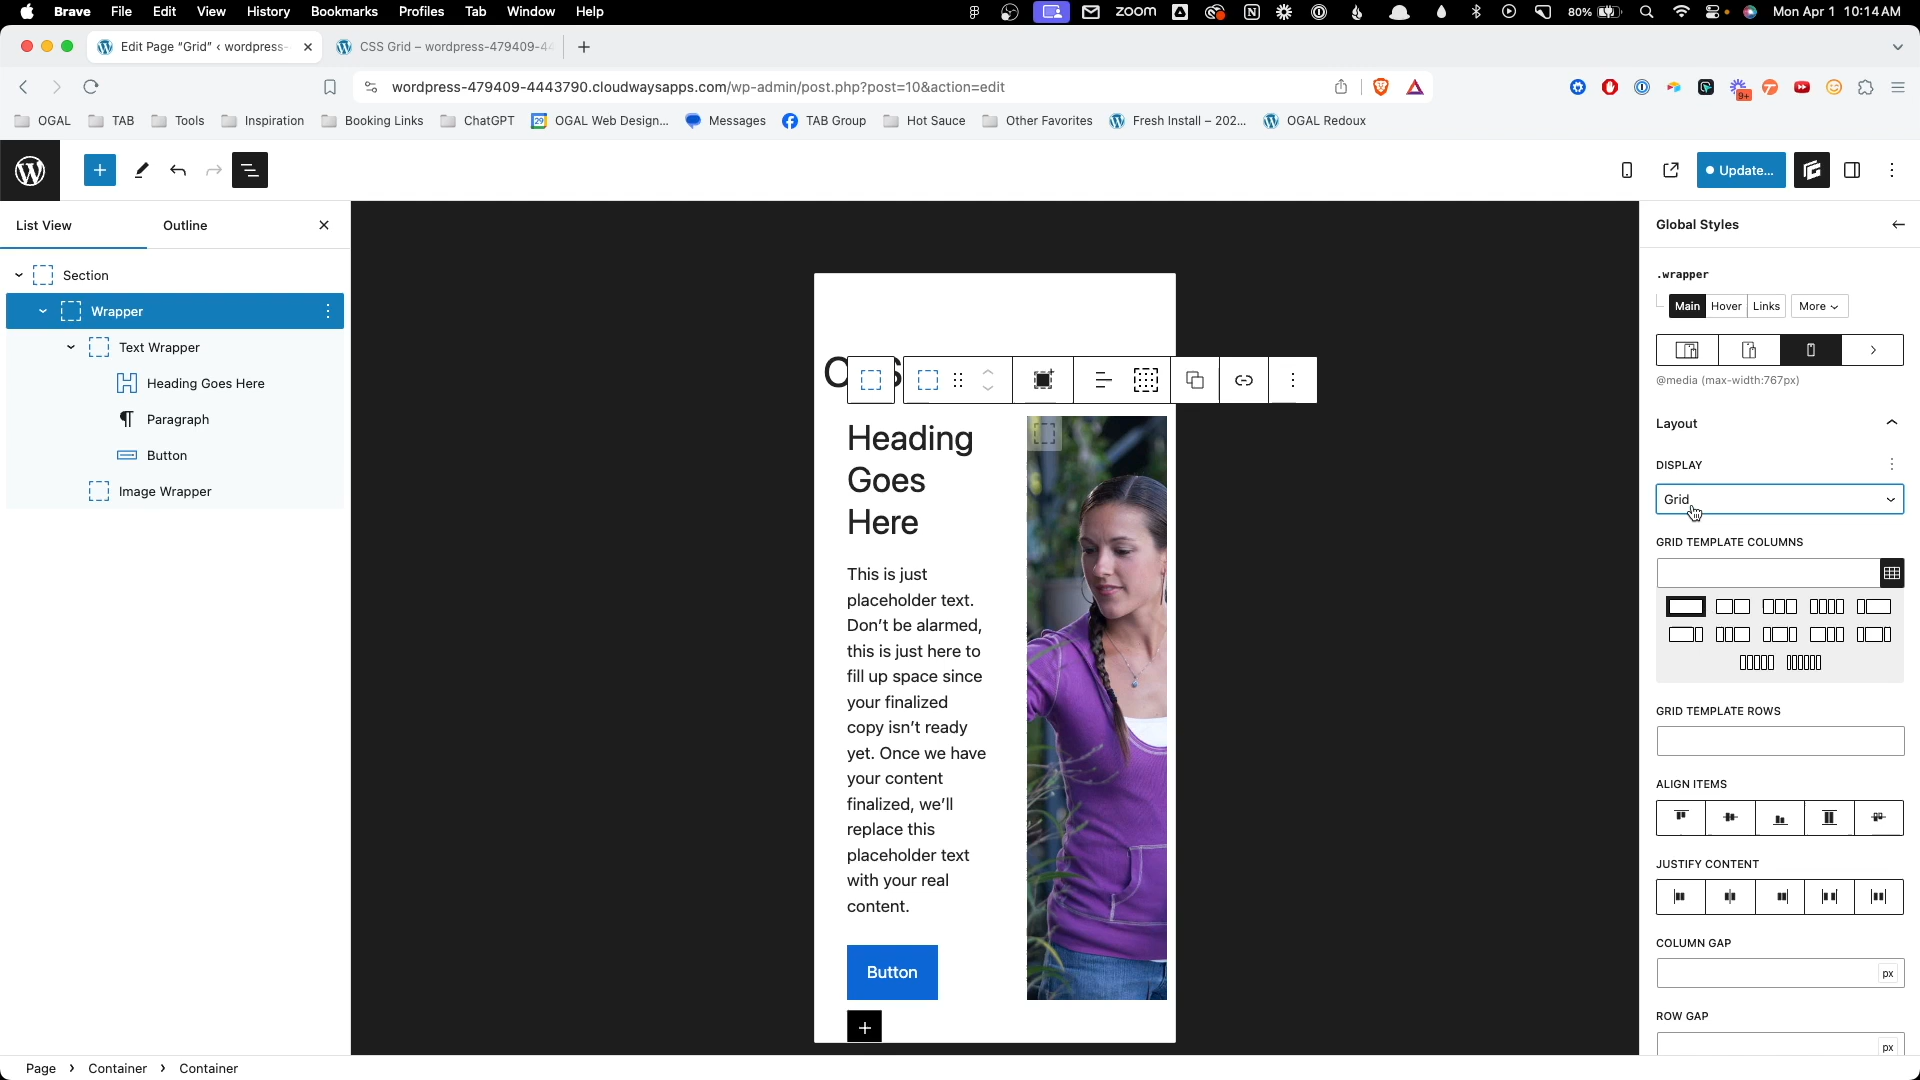 Brave File Edit View History Bookmarks Profiles Tab Window Help zoom 80% Mon Apr 1 10:14 AM
Edit Page "Grid" ‹ wordpress-
CSS Grid – wordpress-479409-44
wordpress-479409-4443790.cloudwaysapps.com/wp-admin/post.php?post=10&action=edit
9+
OGAL TAB Tools Inspiration Booking Links ChatGPT OGAL Web Design... Messages TAB Group Hot Sauce Other Favorites Fresh Install – 202... OGAL Redoux
Update...
List View Outline
Section
Wrapper
Text Wrapper
Heading Goes Here
Paragraph
Button
Image Wrapper
Heading
Goes
Here
This is just
placeholder text.
Don't be alarmed,
this is just here to
fill up space since
your finalized
copy isn't ready
yet. Once we have
your content
finalized, we'll
replace this
placeholder text
with your real
content.
Button
Global Styles
.wrapper
Main Hover Links More
@media (max-width:767px)
Layout
DISPLAY
Grid
GRID TEMPLATE COLUMNS
GRID TEMPLATE ROWS
ALIGN ITEMS
JUSTIFY CONTENT
COLUMN GAP
px
ROW GAP
px
Page › Container › Container